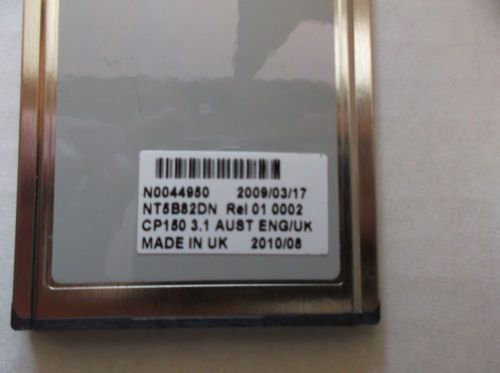 N0044950 2009/03/17
NT5B82DN Rel 01 0002
CP150 3.1 AUST ENG/UK
MADE IN UK 2010/08